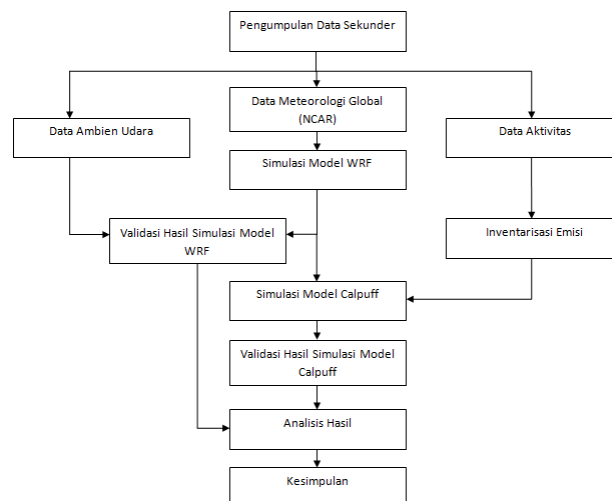 Pengumpulan Data Sekunder
Data Meteorologi Global
(NCAR)
Data Ambien Udara
Data Aktivitas
Simulasi Model WRF
Validasi Hasil Simulasi Model
WRF
Inventarisasi Emisi
Simulasi Model Calpuff
Validasi Hasil Simulasi Model
Calpuff
Analisis Hasil
Kesimpulan